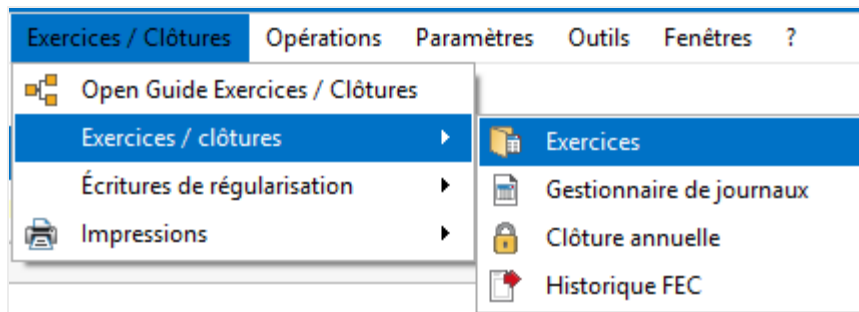 Exercices / Clôtures Opérations Paramètres Outils Fenêtres ?
Open Guide Exercices / Clôtures
Exercices / clôtures
Écritures de régularisation
Impressions
Exercices
Gestionnaire de journaux
Clôture annuelle
Historique FEC